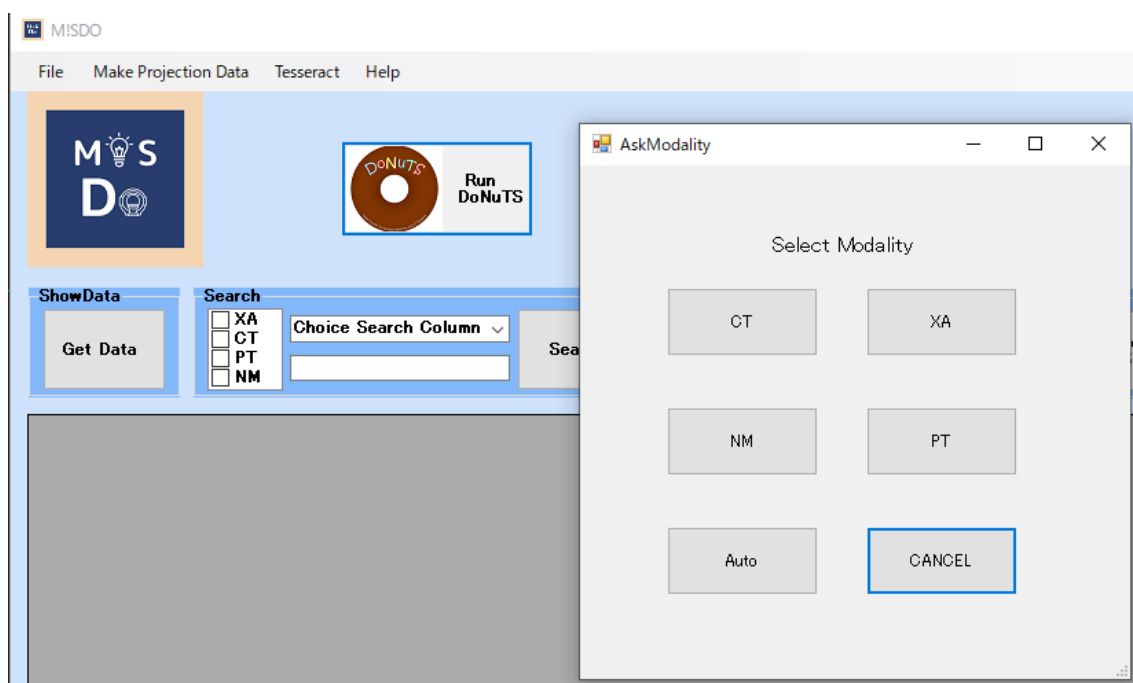 M!SDO
File Make Projection Data Tesseract Help
M S
Do
DoNuTS
Run
DoNuTS
ShowData
Get Data
Search
XA
CT
PT
NM
Choice Search Column
AskModality
Select Modality
CT XA
NM PT
Auto CANCEL